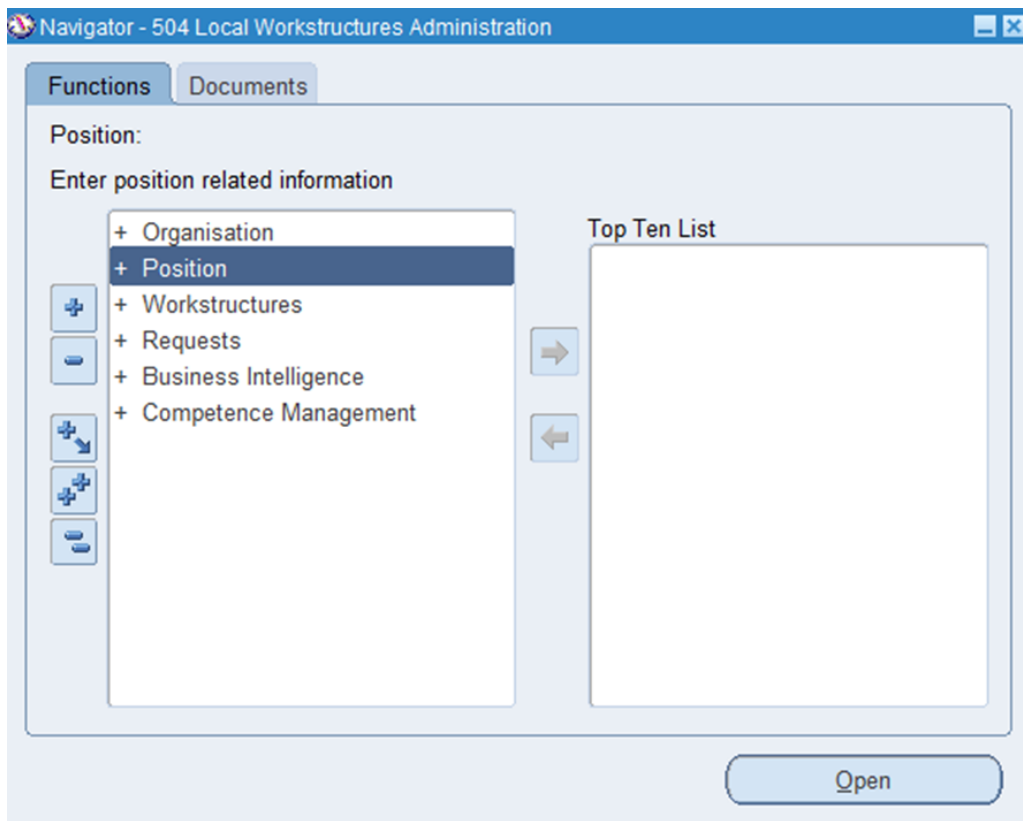 Navigator - 504 Local Workstructures Administration
Functions
Documents
Position:
Enter position related information
+ Organisation
+ Position
+ Workstructures
+ Requests
+ Business Intelligence
+ Competence Management
Top Ten List
Open